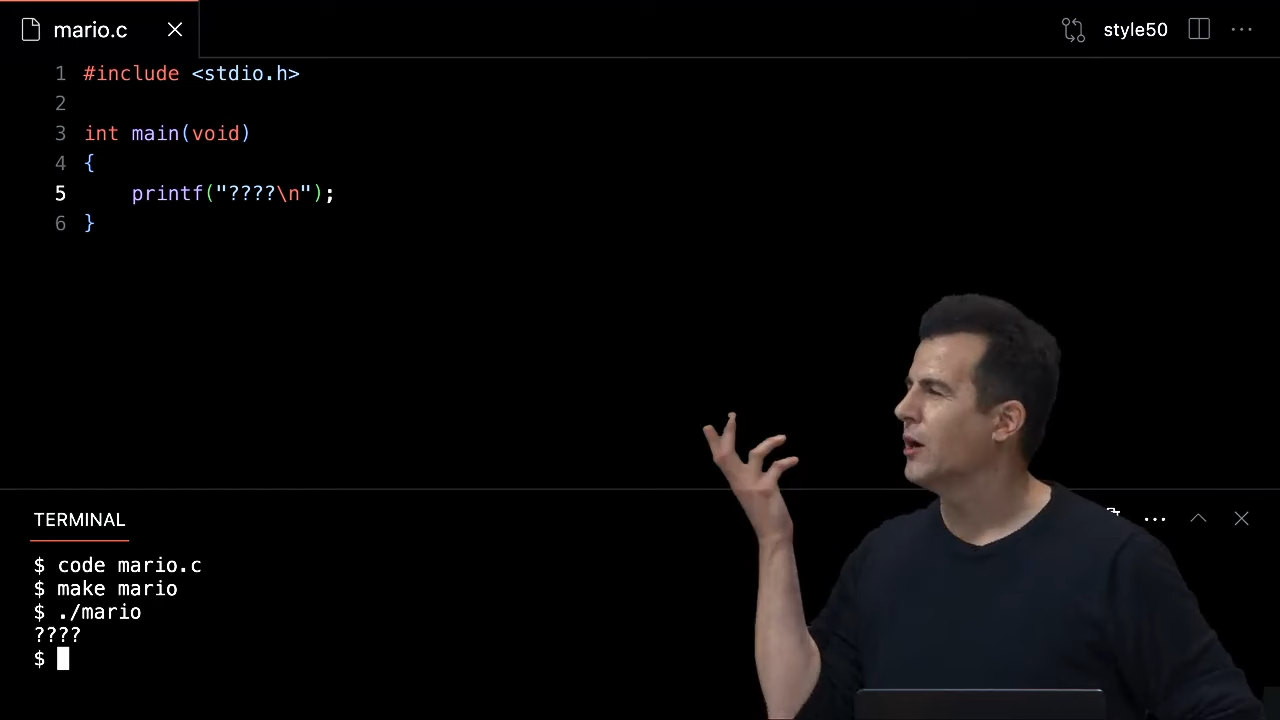 mario.c
style50
1 #include <stdio.h>
2
3 int main(void)
4 {
5     printf("????\n");
6 }
TERMINAL
$ code mario.c
$ make mario
$ ./mario
????
$